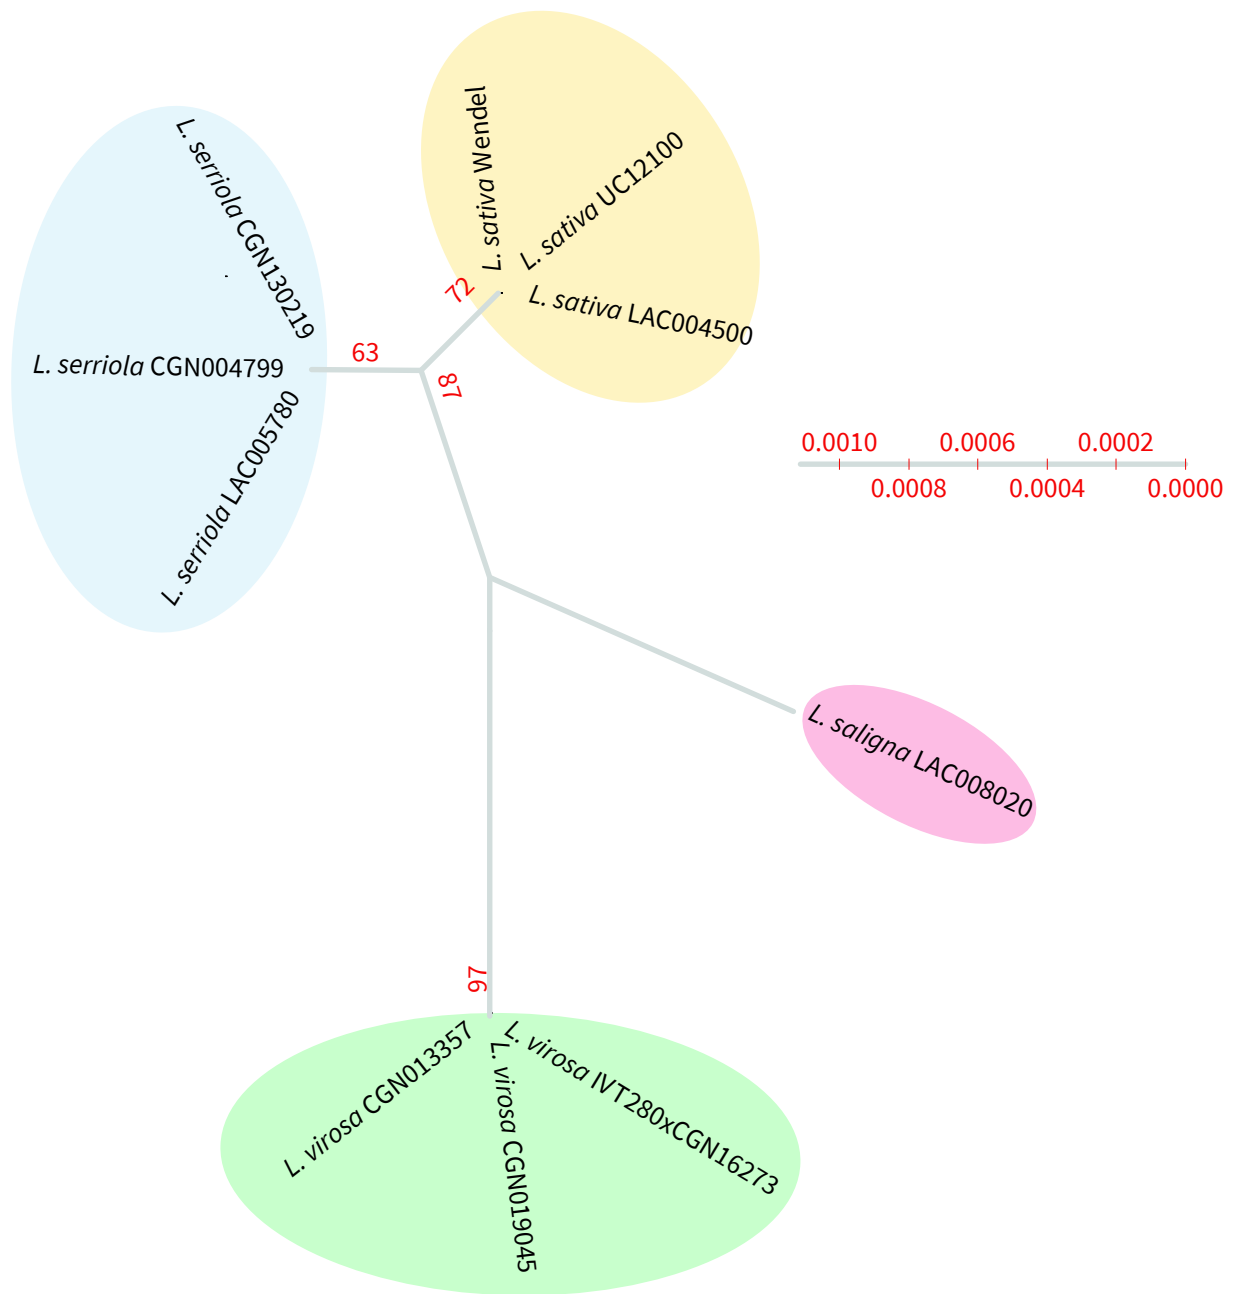 L. sativa Wendel
L. sativa UC12100
L. sativa LAC004500
L. serriola CGN130219
L. serriola CGN004799
L. serriola LAC005780
72
63
87
0.0010
0.0006
0.0002
0.0008
0.0004
0.0000
L. saligna LAC008020
97
L. virosa CGN013357
L. virosa CGN019045
L. virosa IVT280xCGN16273